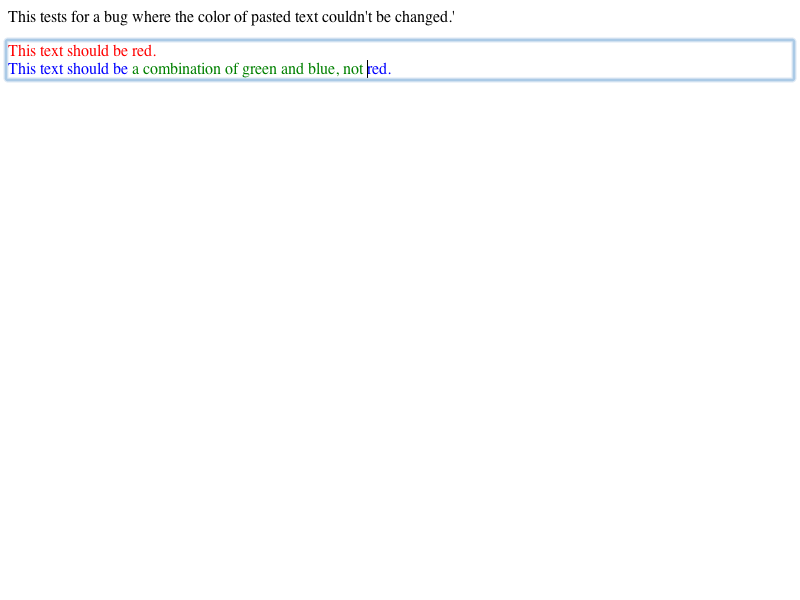 This tests for a bug where the color of pasted text couldn't be changed.'
This text should be red.
This text should be a combination of green and blue, not red.